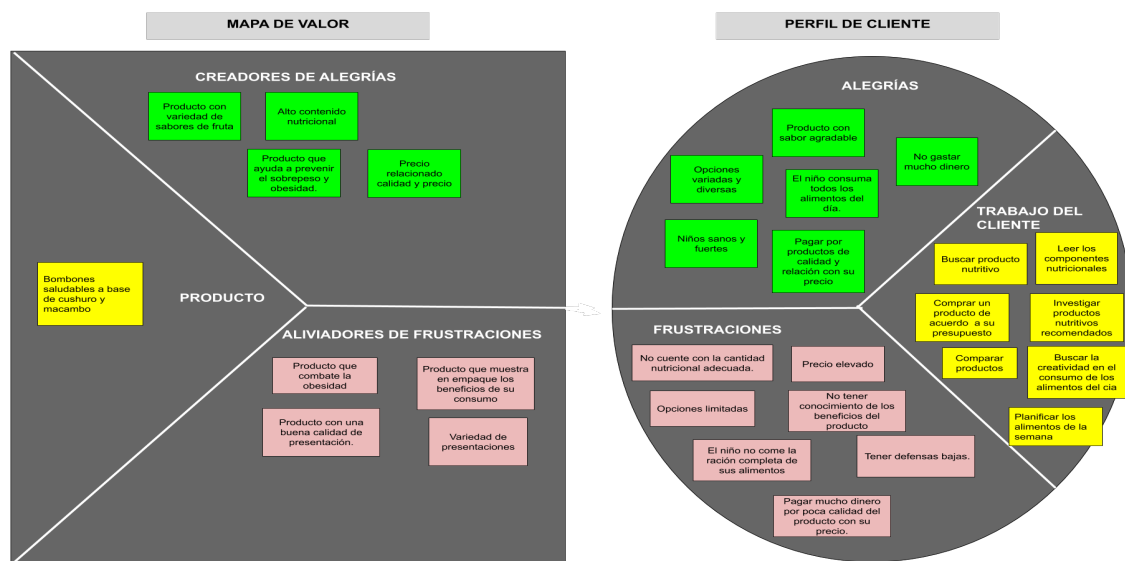 MAPA DE VALOR
CREADORES DE ALEGRÍAS
Producto con
variedad de
sabores de fruta
Alto contenido
nutricional
Producto que
ayuda a prevenir
el sobrepeso y
obesidad.
Precio
relacionado
calidad y precio
Bombones
saludables a base
de cushuro y
macambo
PRODUCTO
ALIVIADORES DE FRUSTRACIONES
Producto que
combate la
obesidad
Producto que muestra
en empaque los
beneficios de su
consumo
Producto con una
buena calidad de
presentación.
Variedad de
presentaciones
PERFIL DE CLIENTE
ALEGRÍAS
Producto con
sabor agradable
No gastar
mucho dinero
Opciones
variadas y
diversas
El niño consuma
todos los
alimentos del
día.
Niños sanos y
fuertes
Pagar por
productos de
calidad y
relación con su
precio
TRABAJO DEL
CLIENTE
Buscar producto
nutritivo
Leer los
componentes
nutricionales
Comprar un
producto de
acuerdo a su
presupuesto
Investigar
productos
nutritivos
recomendados
Comparar
productos
Buscar la
creatividad en el
consumo de los
alimentos del cia
Planificar los
alimentos de la
semana
FRUSTRACIONES
No cuente con la cantidad
nutricional adecuada.
Precio elevado
Opciones limitadas
No tener
conocimiento de los
beneficios del
producto
El niño no come la
ración completa de
sus alimentos
Tener defensas bajas.
Pagar mucho dinero
por poca calidad del
producto con su
precio.